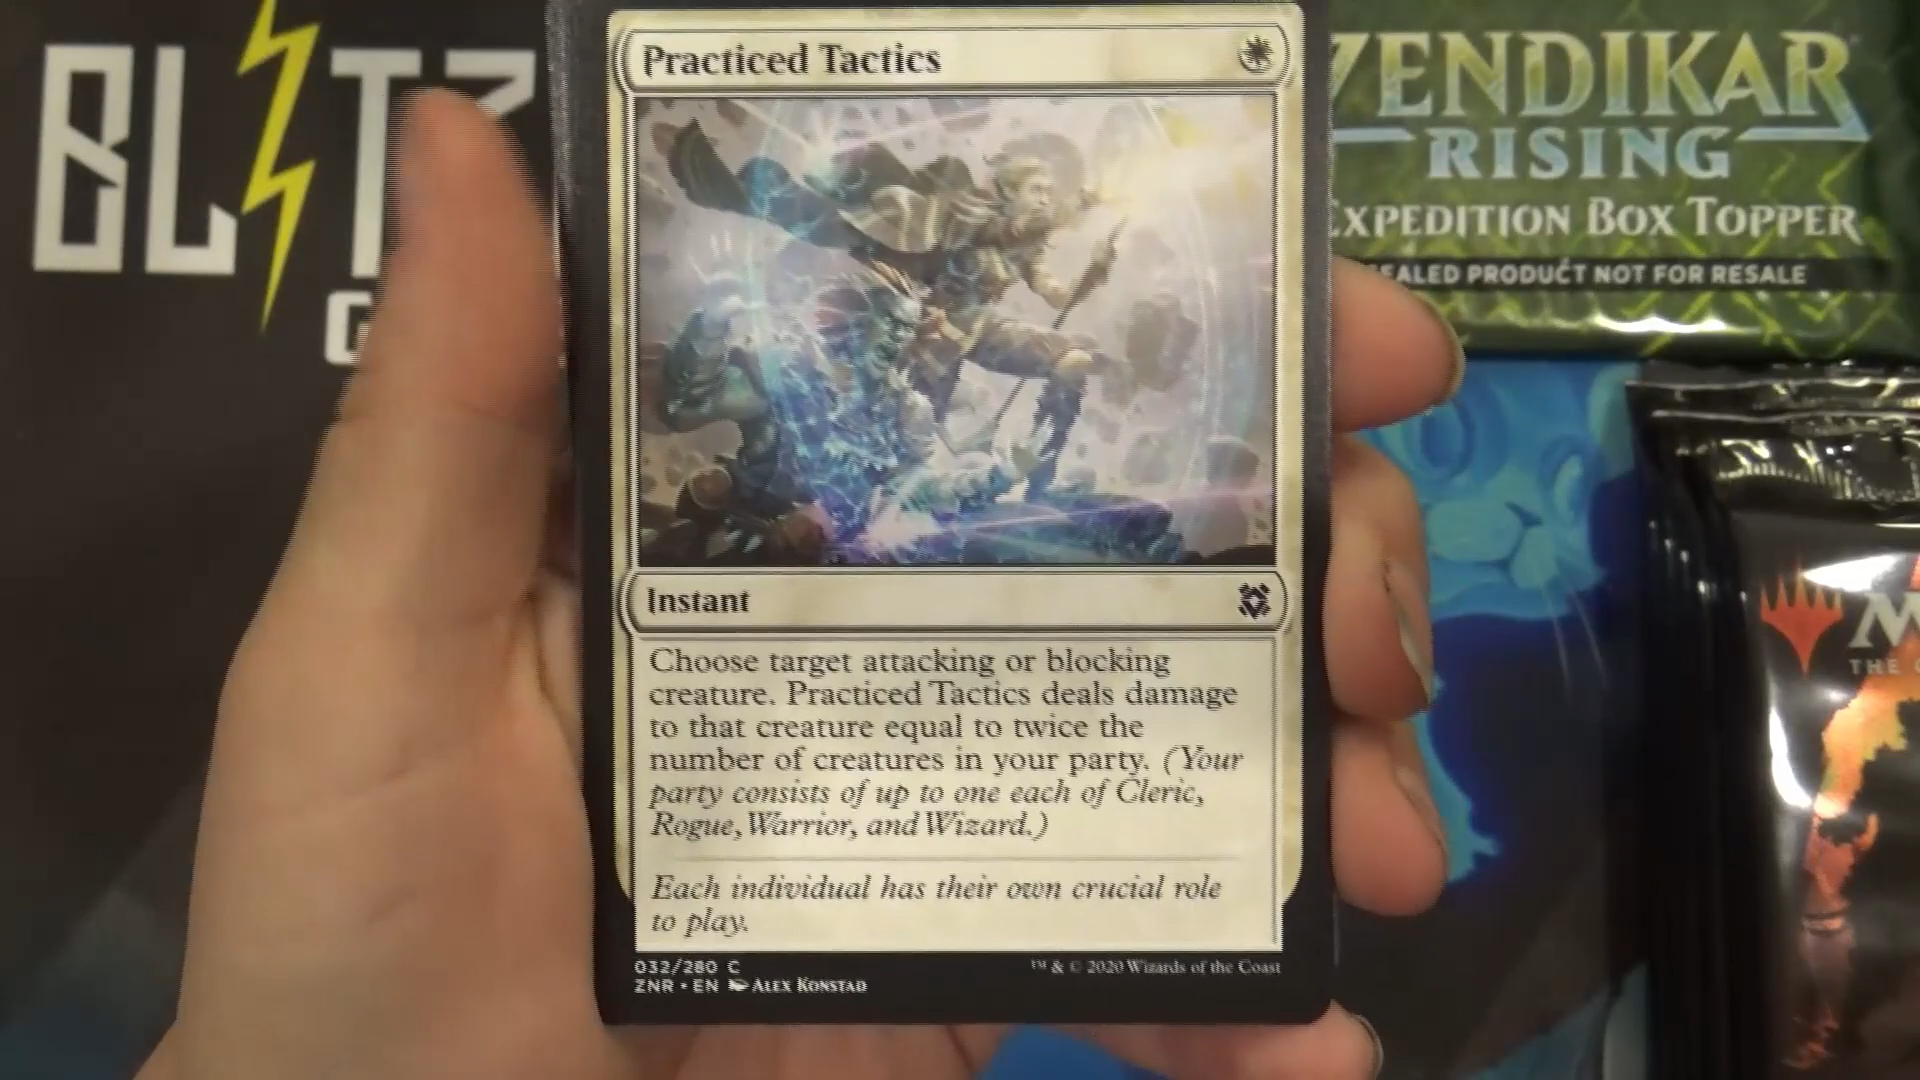 BLITZ
G
Practiced Tactics
Instant
Choose target attacking or blocking
creature. Practiced Tactics deals damage
to that creature equal to twice the
number of creatures in your party. (Your
party consists of up to one each of Cleric,
Rogue, Warrior, and Wizard.)
Each individual has their own crucial role
to play.
032/280 C
ZNR • EN ALEX KONSTAD
™ & © 2020 Wizards of the Coast
ZENDIKAR
RISING
EXPEDITION BOX TOPPER
SEALED PRODUCT NOT FOR RESALE
M
THE